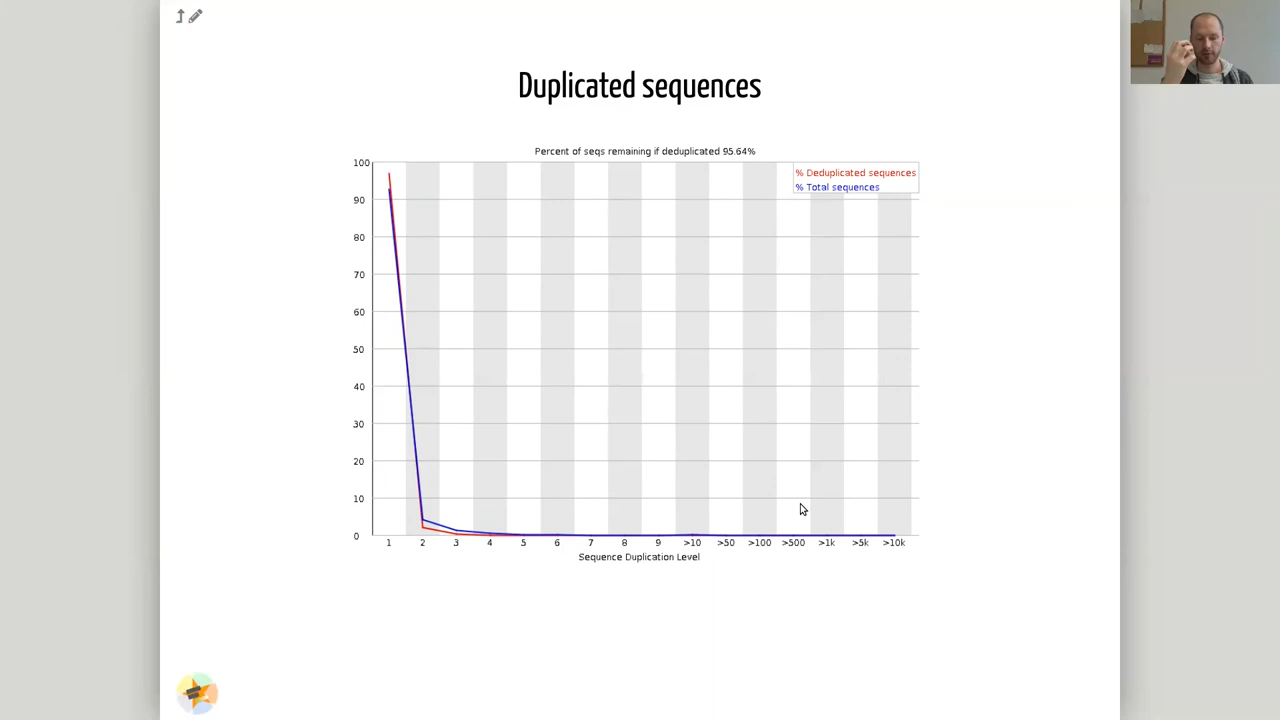 Duplicated sequences
Percent of seqs remaining if deduplicated 95.64%
% Deduplicated sequences
% Total sequences
100
90
80
70
60
50
40
30
20
10
0
1 2 3 4 5 6 7 8 9 >10 >50 >100 >500 >1k >5k >10k
Sequence Duplication Level